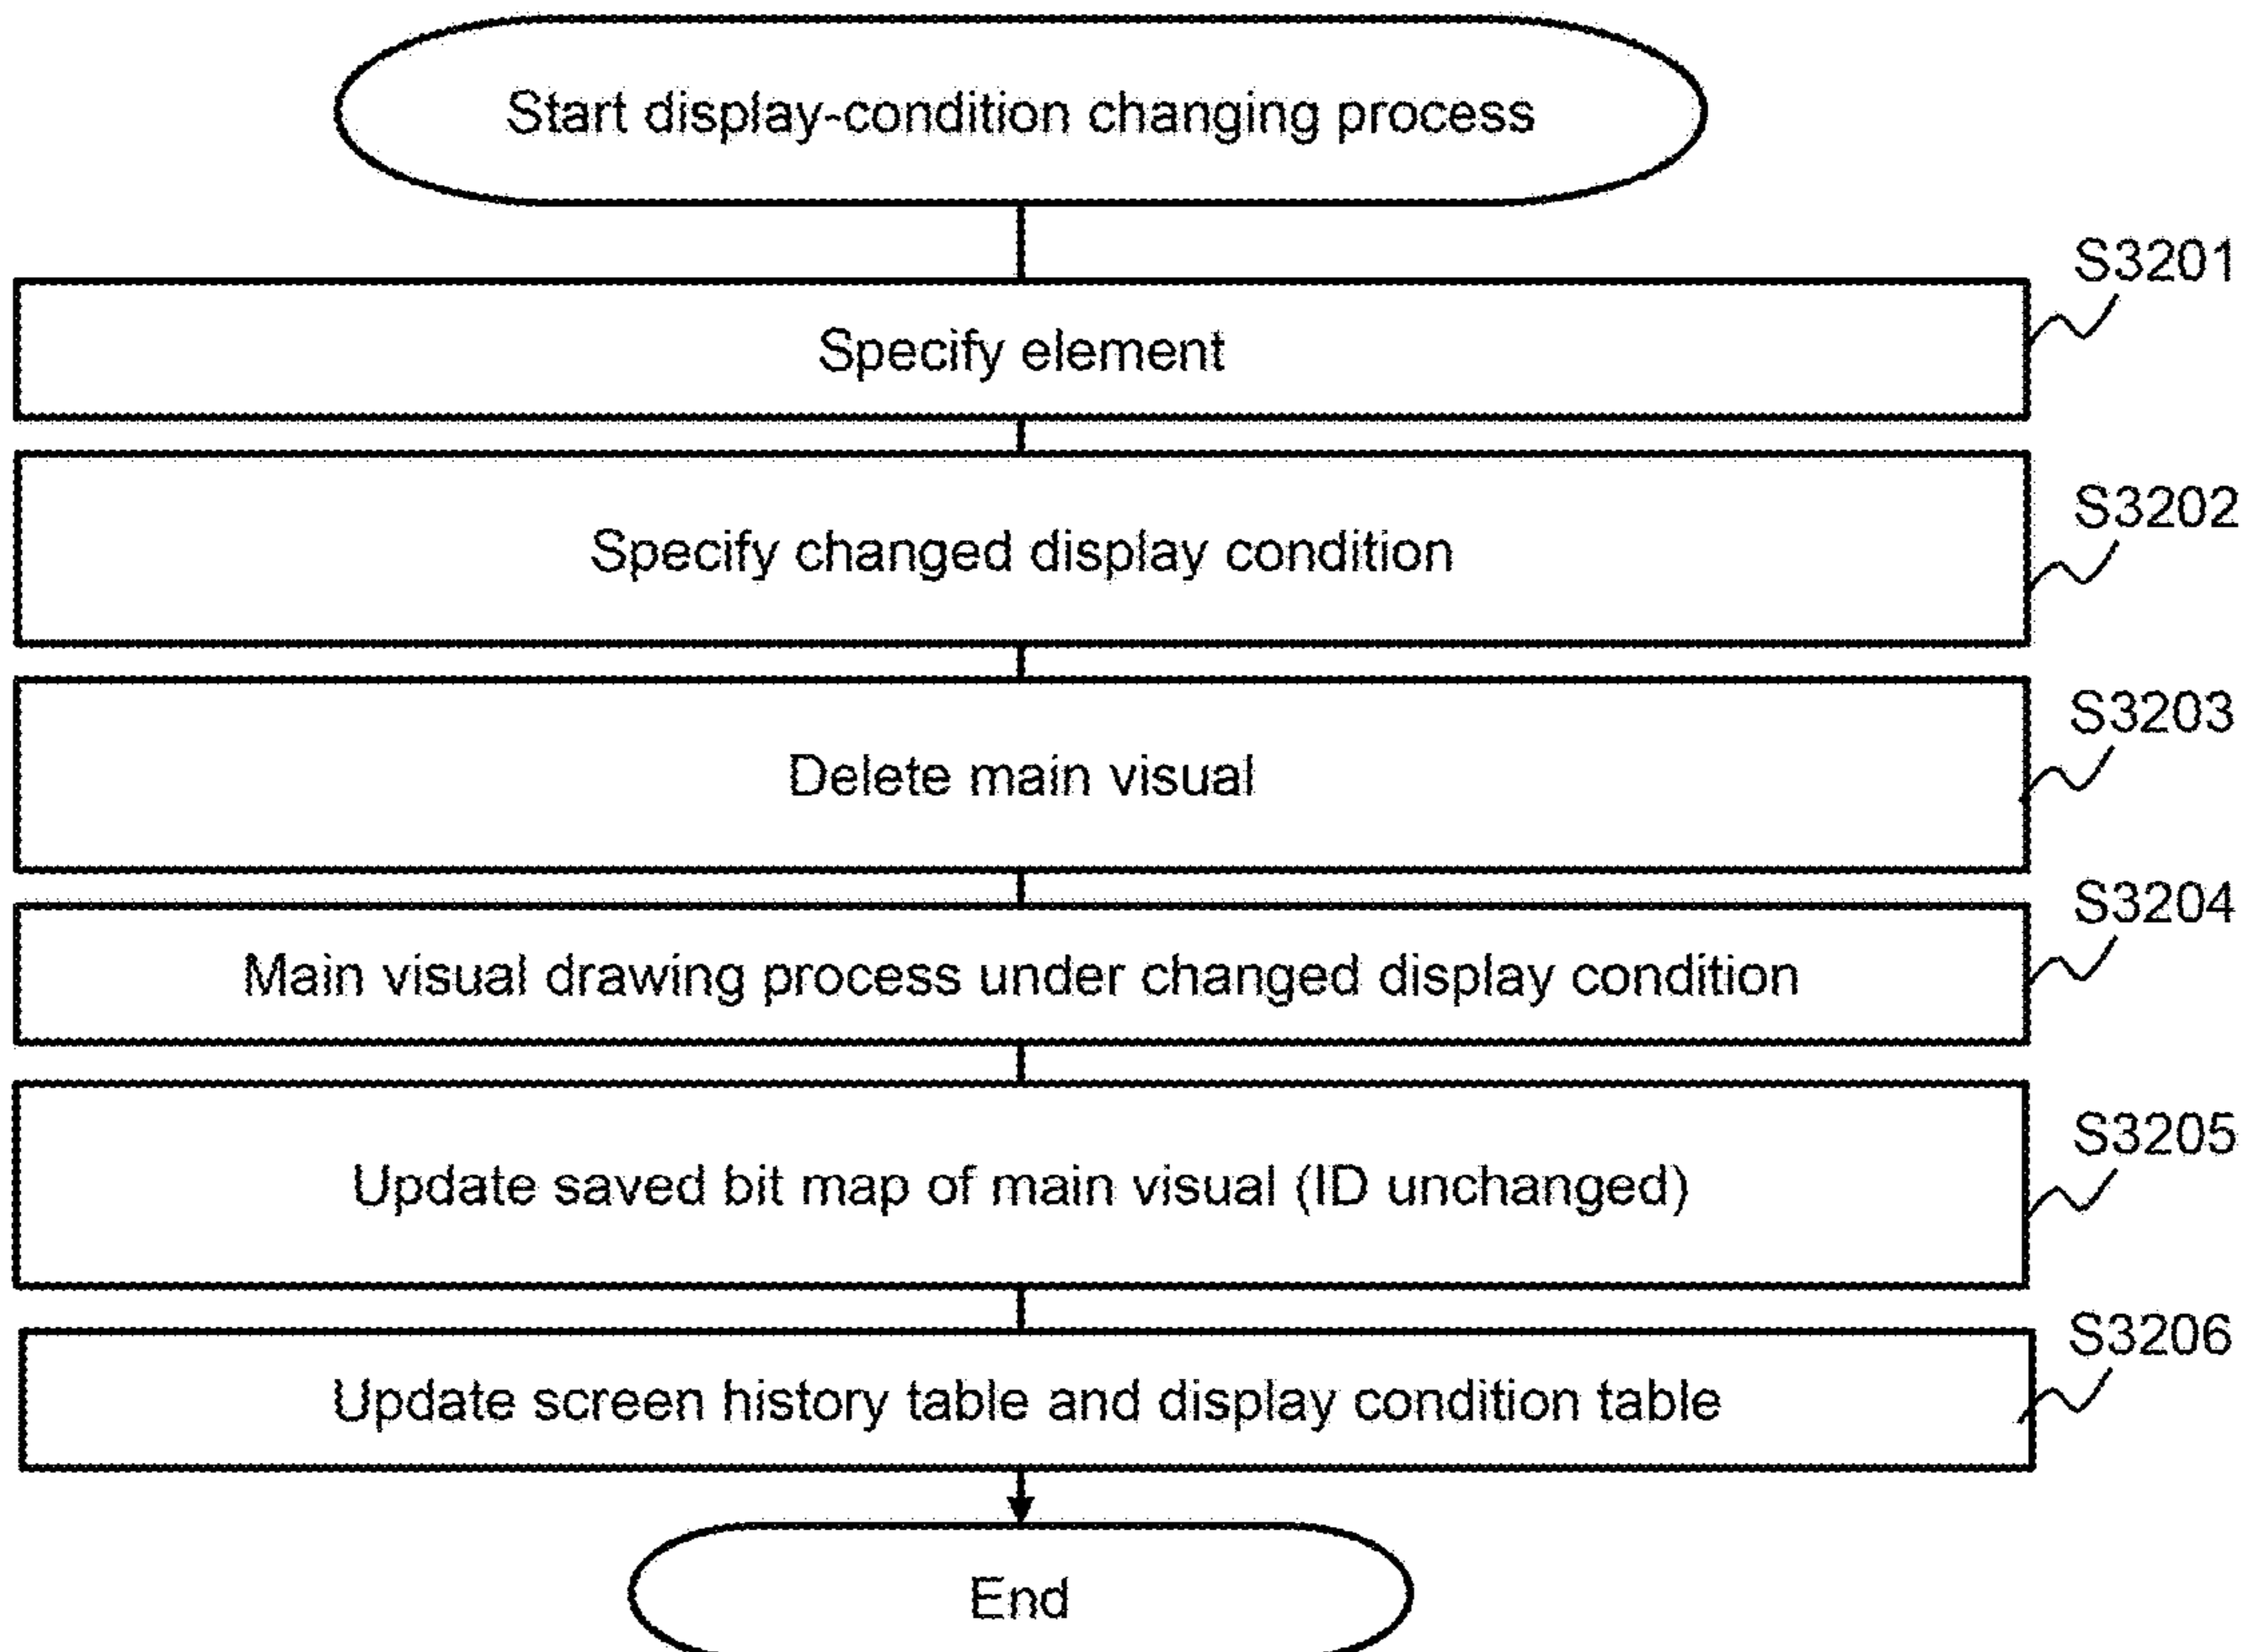 Start display-condition changing process
S3201
Specify element
S3202
Specify changed display condition
S3203
Delete main visual
S3204
Main visual drawing process under changed display condition
S3205
Update saved bit map of main visual (ID unchanged)
S3206
Update screen history table and display condition table
End